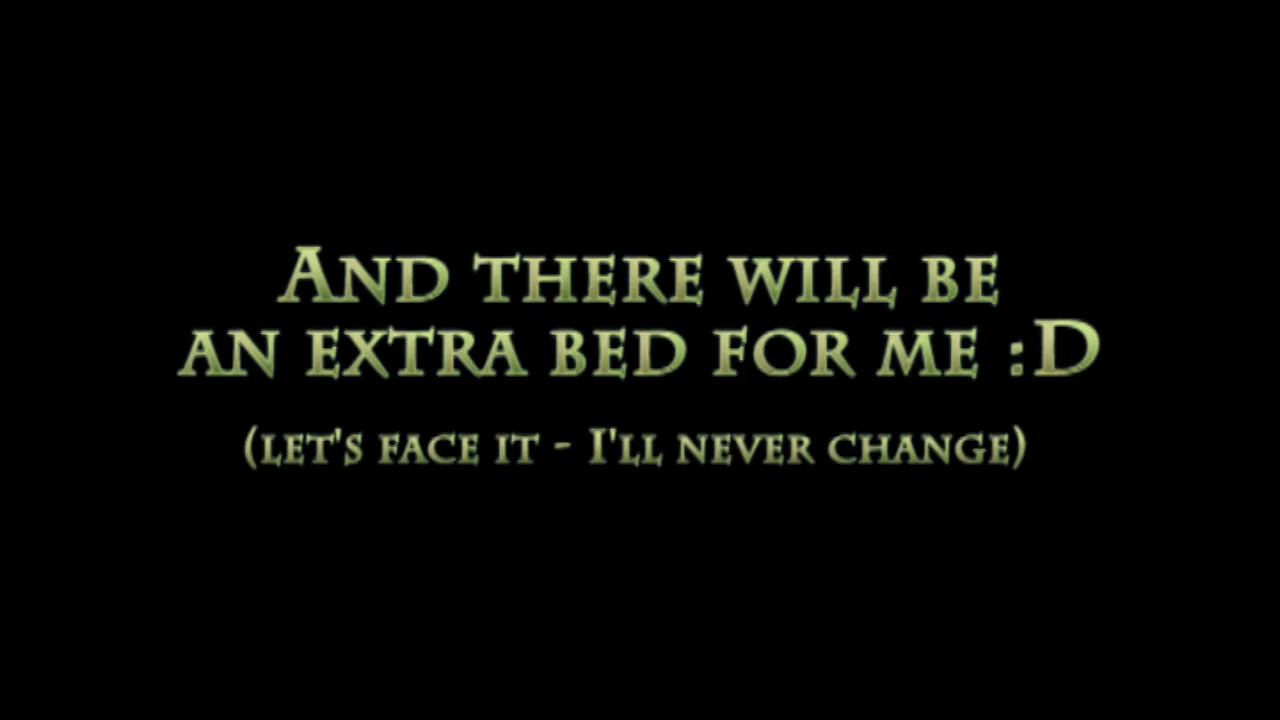 And there will be
an extra bed for me :D
(let's face it - I'll never change)